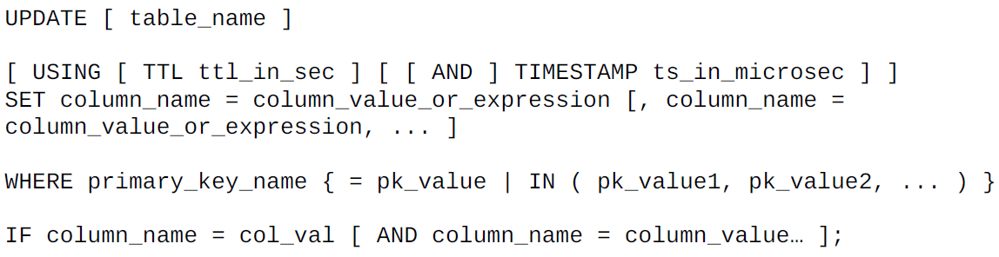 UPDATE [ table_name ]
[ USING [ TTL ttl_in_sec ] [ [ AND ] TIMESTAMP ts_in_microsec ] ]
SET column_name = column_value_or_expression [, column_name =
column_value_or_expression, ... ]
WHERE primary_key_name { = pk_value | IN ( pk_value1, pk_value2, ... ) }
IF column_name = col_val [ AND column_name = column_value… ];